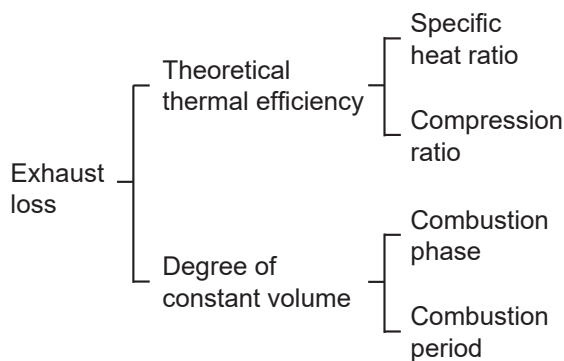 Exhaust
loss
Theoretical
thermal efficiency
Specific
heat ratio
Compression
ratio
Degree of
constant volume
Combustion
phase
Combustion
period